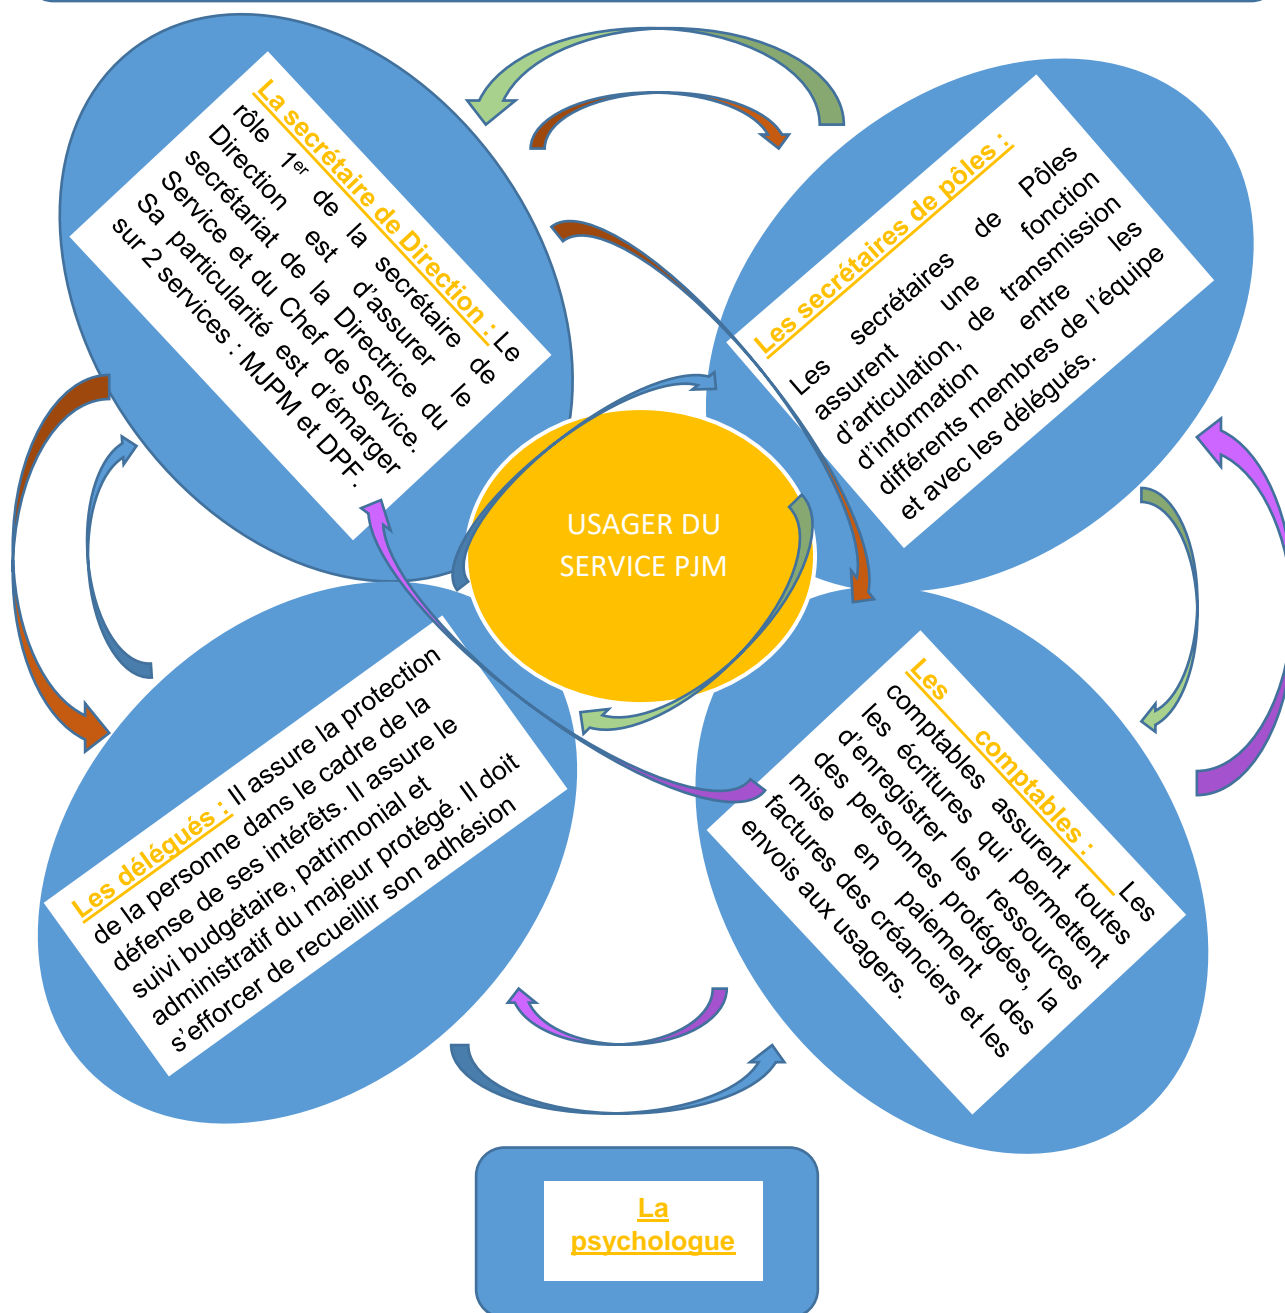 La secrétaire de Direction : Le
rôle 1er de la secrétaire de
Direction est d'assurer le
secrétariat de la Directrice du
Service et du Chef de Service.
Sa particularité est d'émarger
sur 2 services : MJPM et DPF.
Les secrétaires de pôles :
Les secrétaires de Pôles
assurent une fonction
d'articulation, de transmission
d'information entre les
différents membres de l'équipe
et avec les délégués.
USAGER DU
SERVICE PJM
Les délégués : Il assure la protection
de la personne dans le cadre de la
défense de ses intérêts. Il assure le
suivi budgétaire, patrimonial et
administratif du majeur protégé. Il doit
s'efforcer de recueillir son adhésion
Les comptables : Les
comptables assurent toutes
les écritures qui permettent
d'enregistrer les ressources
des personnes protégées, la
mise en paiement des
factures des créanciers et les
envois aux usagers.
La
psychologue